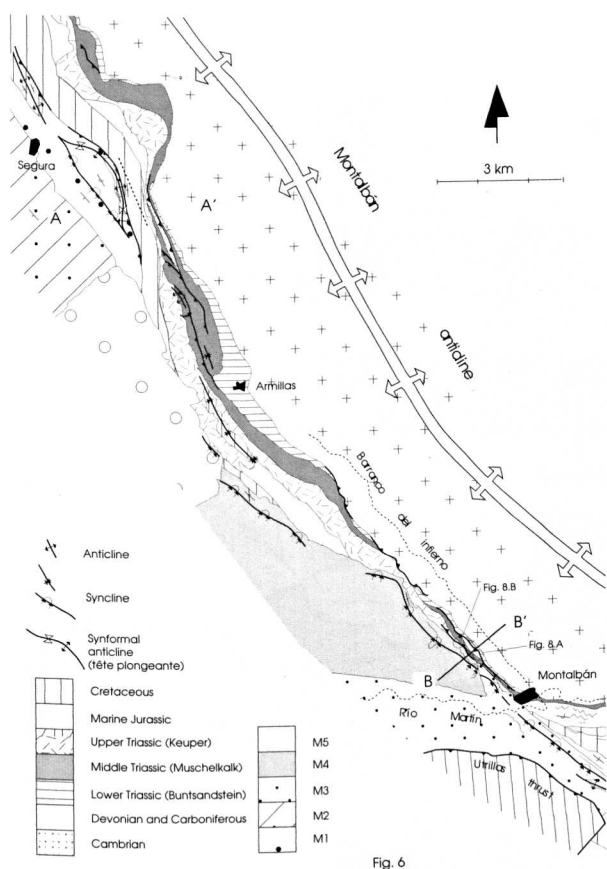 3 km
Segura
A
A'
Montalbán
anticline
Armillas
Barranco
del
infierno
Fig. 8.B
B'
Fig. 8.A
B
Montalbán
Río
Martín
Utrillas
thrust
Anticline
Syncline
Synformal
anticline
(tête plongeante)
Cretaceous
Marine Jurassic
Upper Triassic (Keuper)
Middle Triassic (Muschelkalk)
Lower Triassic (Buntsandstein)
Devonian and Carboniferous
Cambrian
M5
M4
M3
M2
M1
Fig. 6